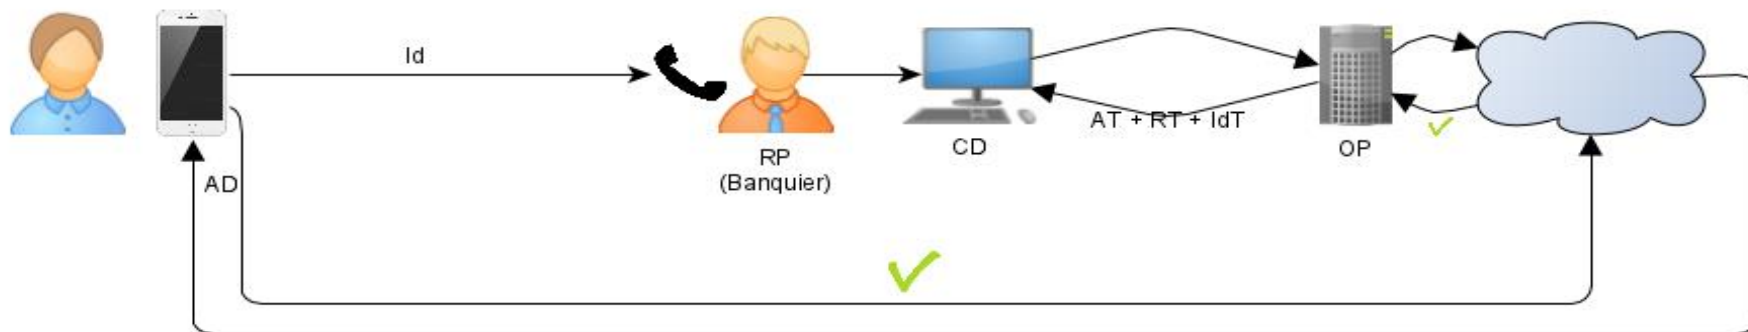 Id
AT + RT + IdT
CD
OP
RP
(Banquier)
AD